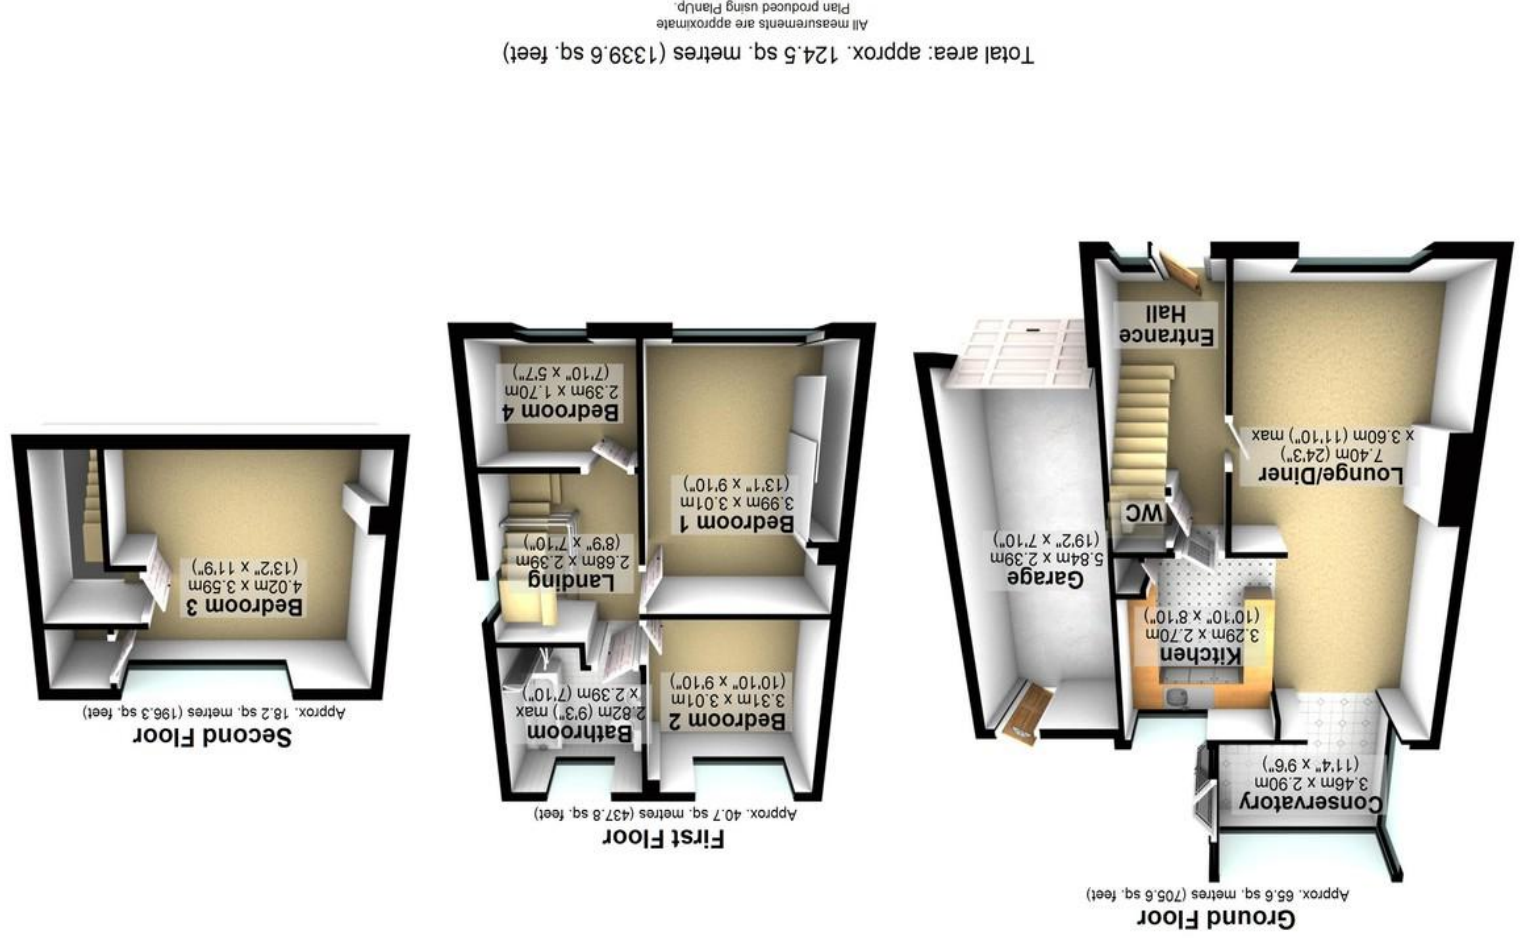 Ground Floor
Approx. 65.6 sq. metres (705.6 sq. feet)
Conservatory
3.46m x 2.90m
(11'4" x 9'6")
Kitchen
3.29m x 2.70m
(10'10" x 8'10")
Garage
5.84m x 2.39m
(19'2" x 7'10")
WC
Lounge/Diner
7.40m (24'3")
x 3.60m (11'10") max
Entrance
Hall
First Floor
Approx. 40.7 sq. metres (437.8 sq. feet)
Bedroom 2
3.31m x 3.01m
(10'10" x 9'10")
Bathroom
2.82m (9'3") max
x 2.39m (7'10")
Landing
2.68m x 2.39m
(8'9" x 7'10")
Bedroom 1
3.99m x 3.01m
(13'1" x 9'10")
Bedroom 4
2.39m x 1.70m
(7'10" x 5'7")
Second Floor
Approx. 18.2 sq. metres (196.3 sq. feet)
Bedroom 3
4.02m x 3.59m
(13'2" x 11'9")
Total area: approx. 124.5 sq. metres (1339.6 sq. feet)
All measurements are approximate
Plan produced using PlanUp.